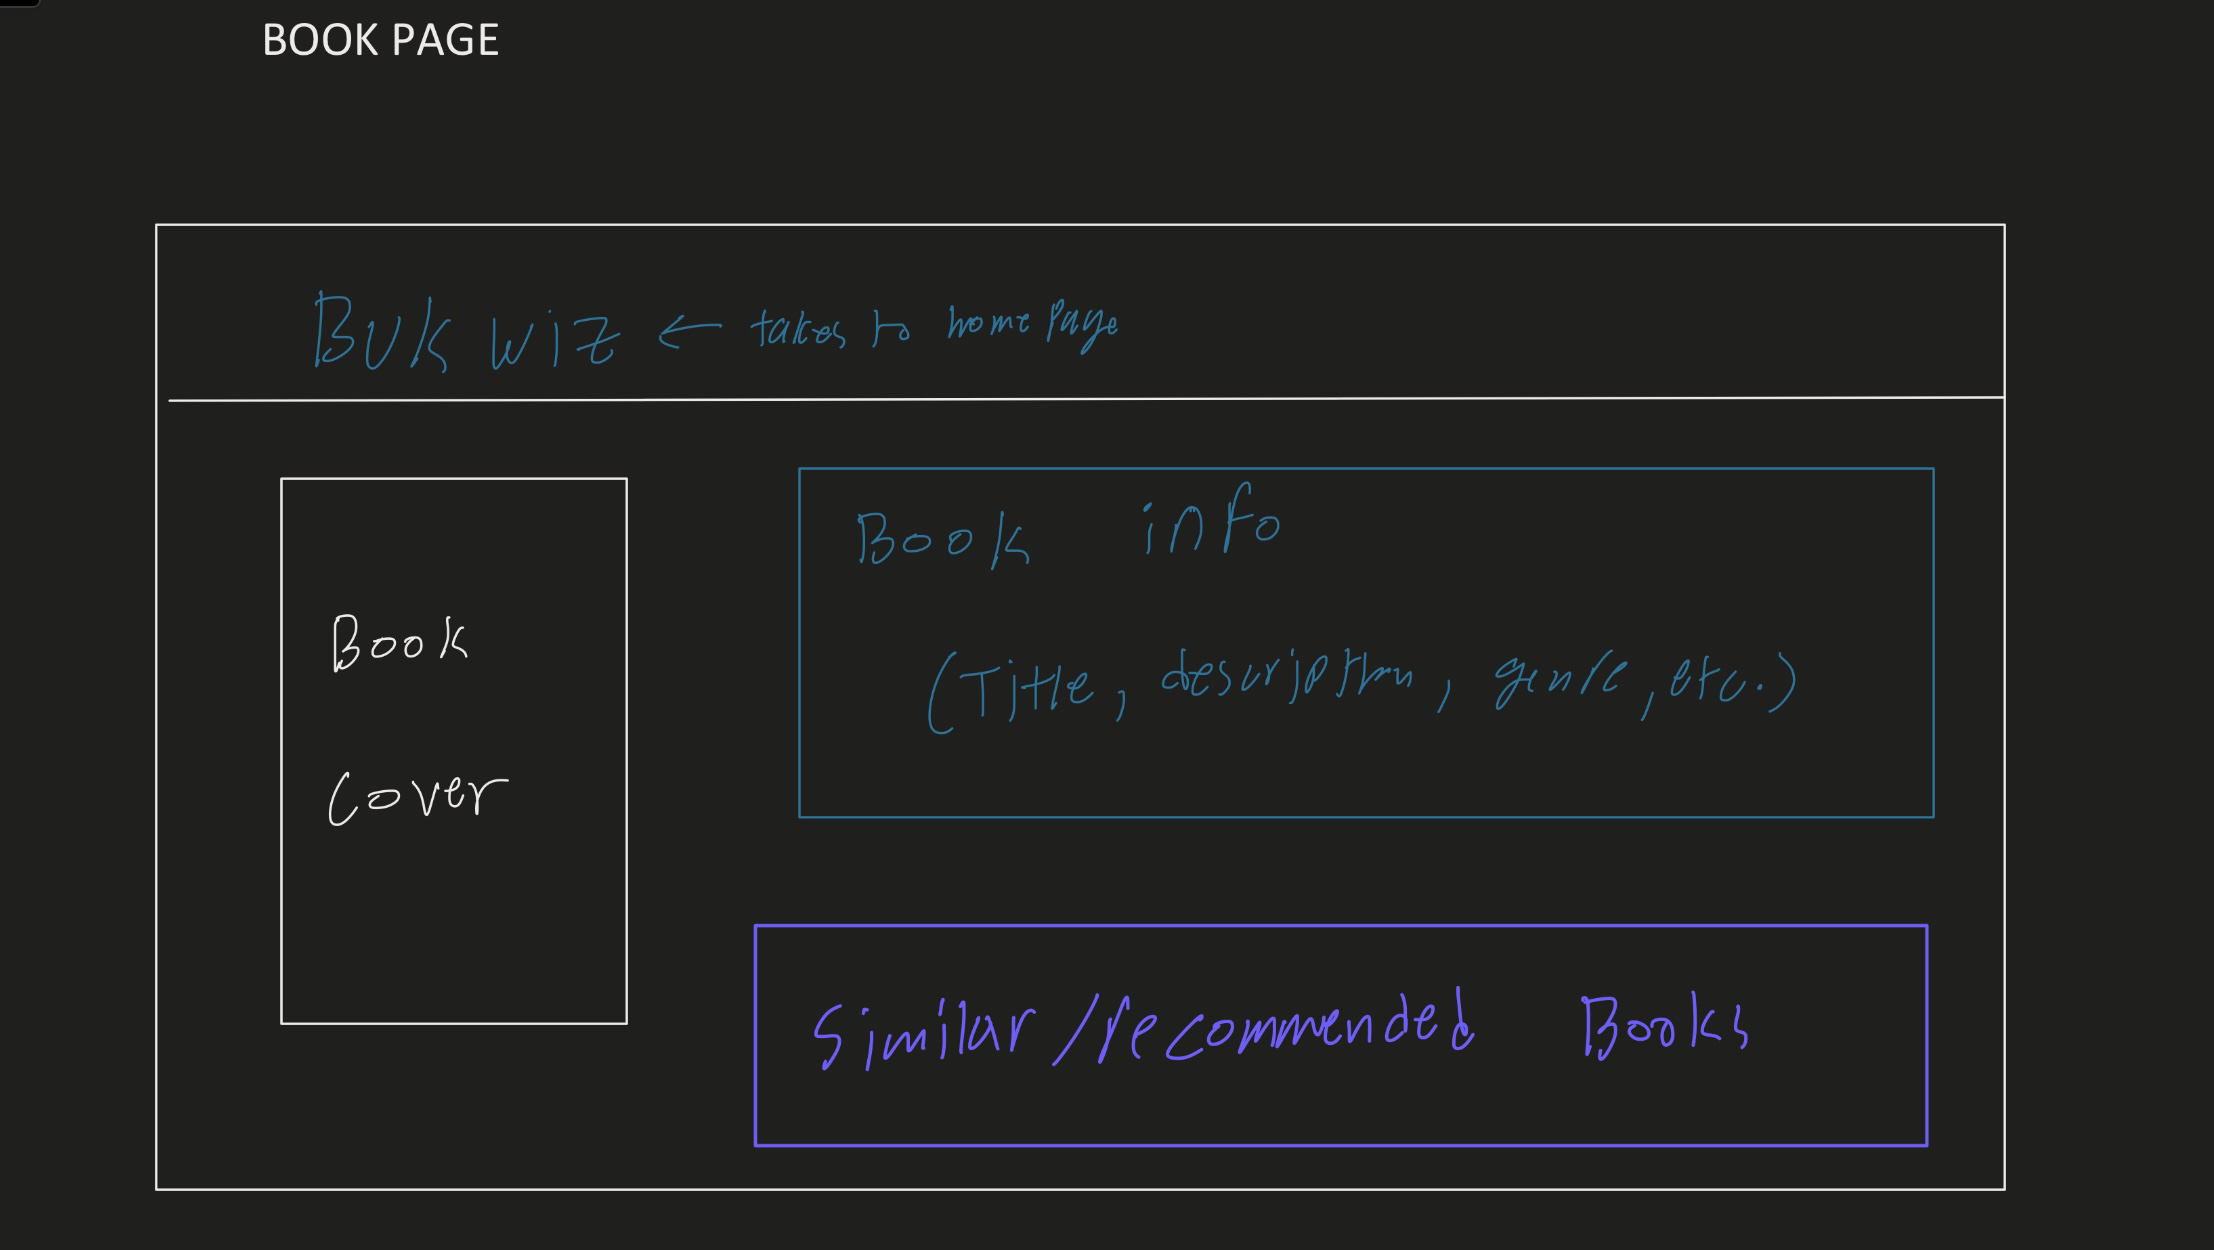 BOOK PAGE
BUK WIZ ← takes to home Page
Book info
(Title, description, genre, etc.)
Book
Cover
Similar/recommended Books